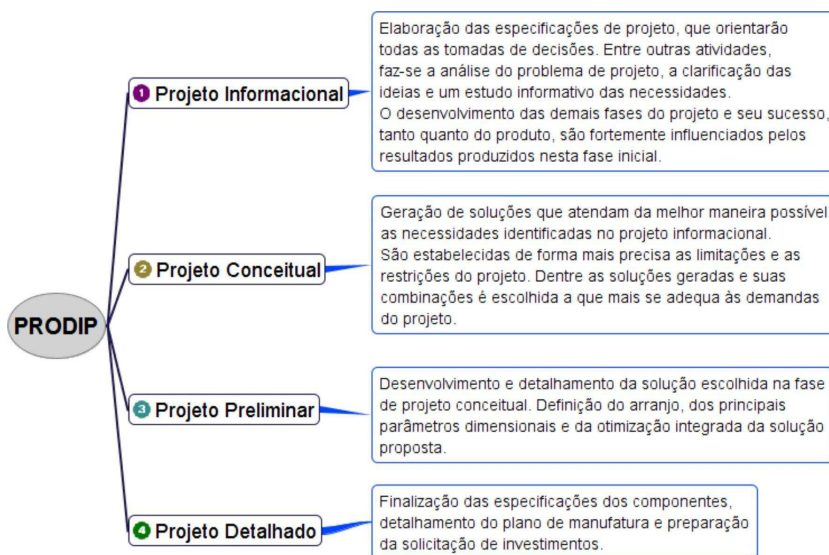 Elaboração das especificações de projeto, que orientarão
todas as tomadas de decisões. Entre outras atividades,
faz-se a análise do problema de projeto, a clarificação das
ideias e um estudo informativo das necessidades.
O desenvolvimento das demais fases do projeto e seu sucesso,
tanto quanto do produto, são fortemente influenciados pelos
resultados produzidos nesta fase inicial.
1 Projeto Informacional
Geração de soluções que atendam da melhor maneira possível
as necessidades identificadas no projeto informacional.
São estabelecidas de forma mais precisa as limitações e as
restrições do projeto. Dentre as soluções geradas e suas
combinações é escolhida a que mais se adequa às demandas
do projeto.
2 Projeto Conceitual
PRODIP
Desenvolvimento e detalhamento da solução escolhida na fase
de projeto conceitual. Definição do arranjo, dos principais
parâmetros dimensionais e da otimização integrada da solução
proposta.
3 Projeto Preliminar
Finalização das especificações dos componentes,
detalhamento do plano de manufatura e preparação
da solicitação de investimentos.
4 Projeto Detalhado